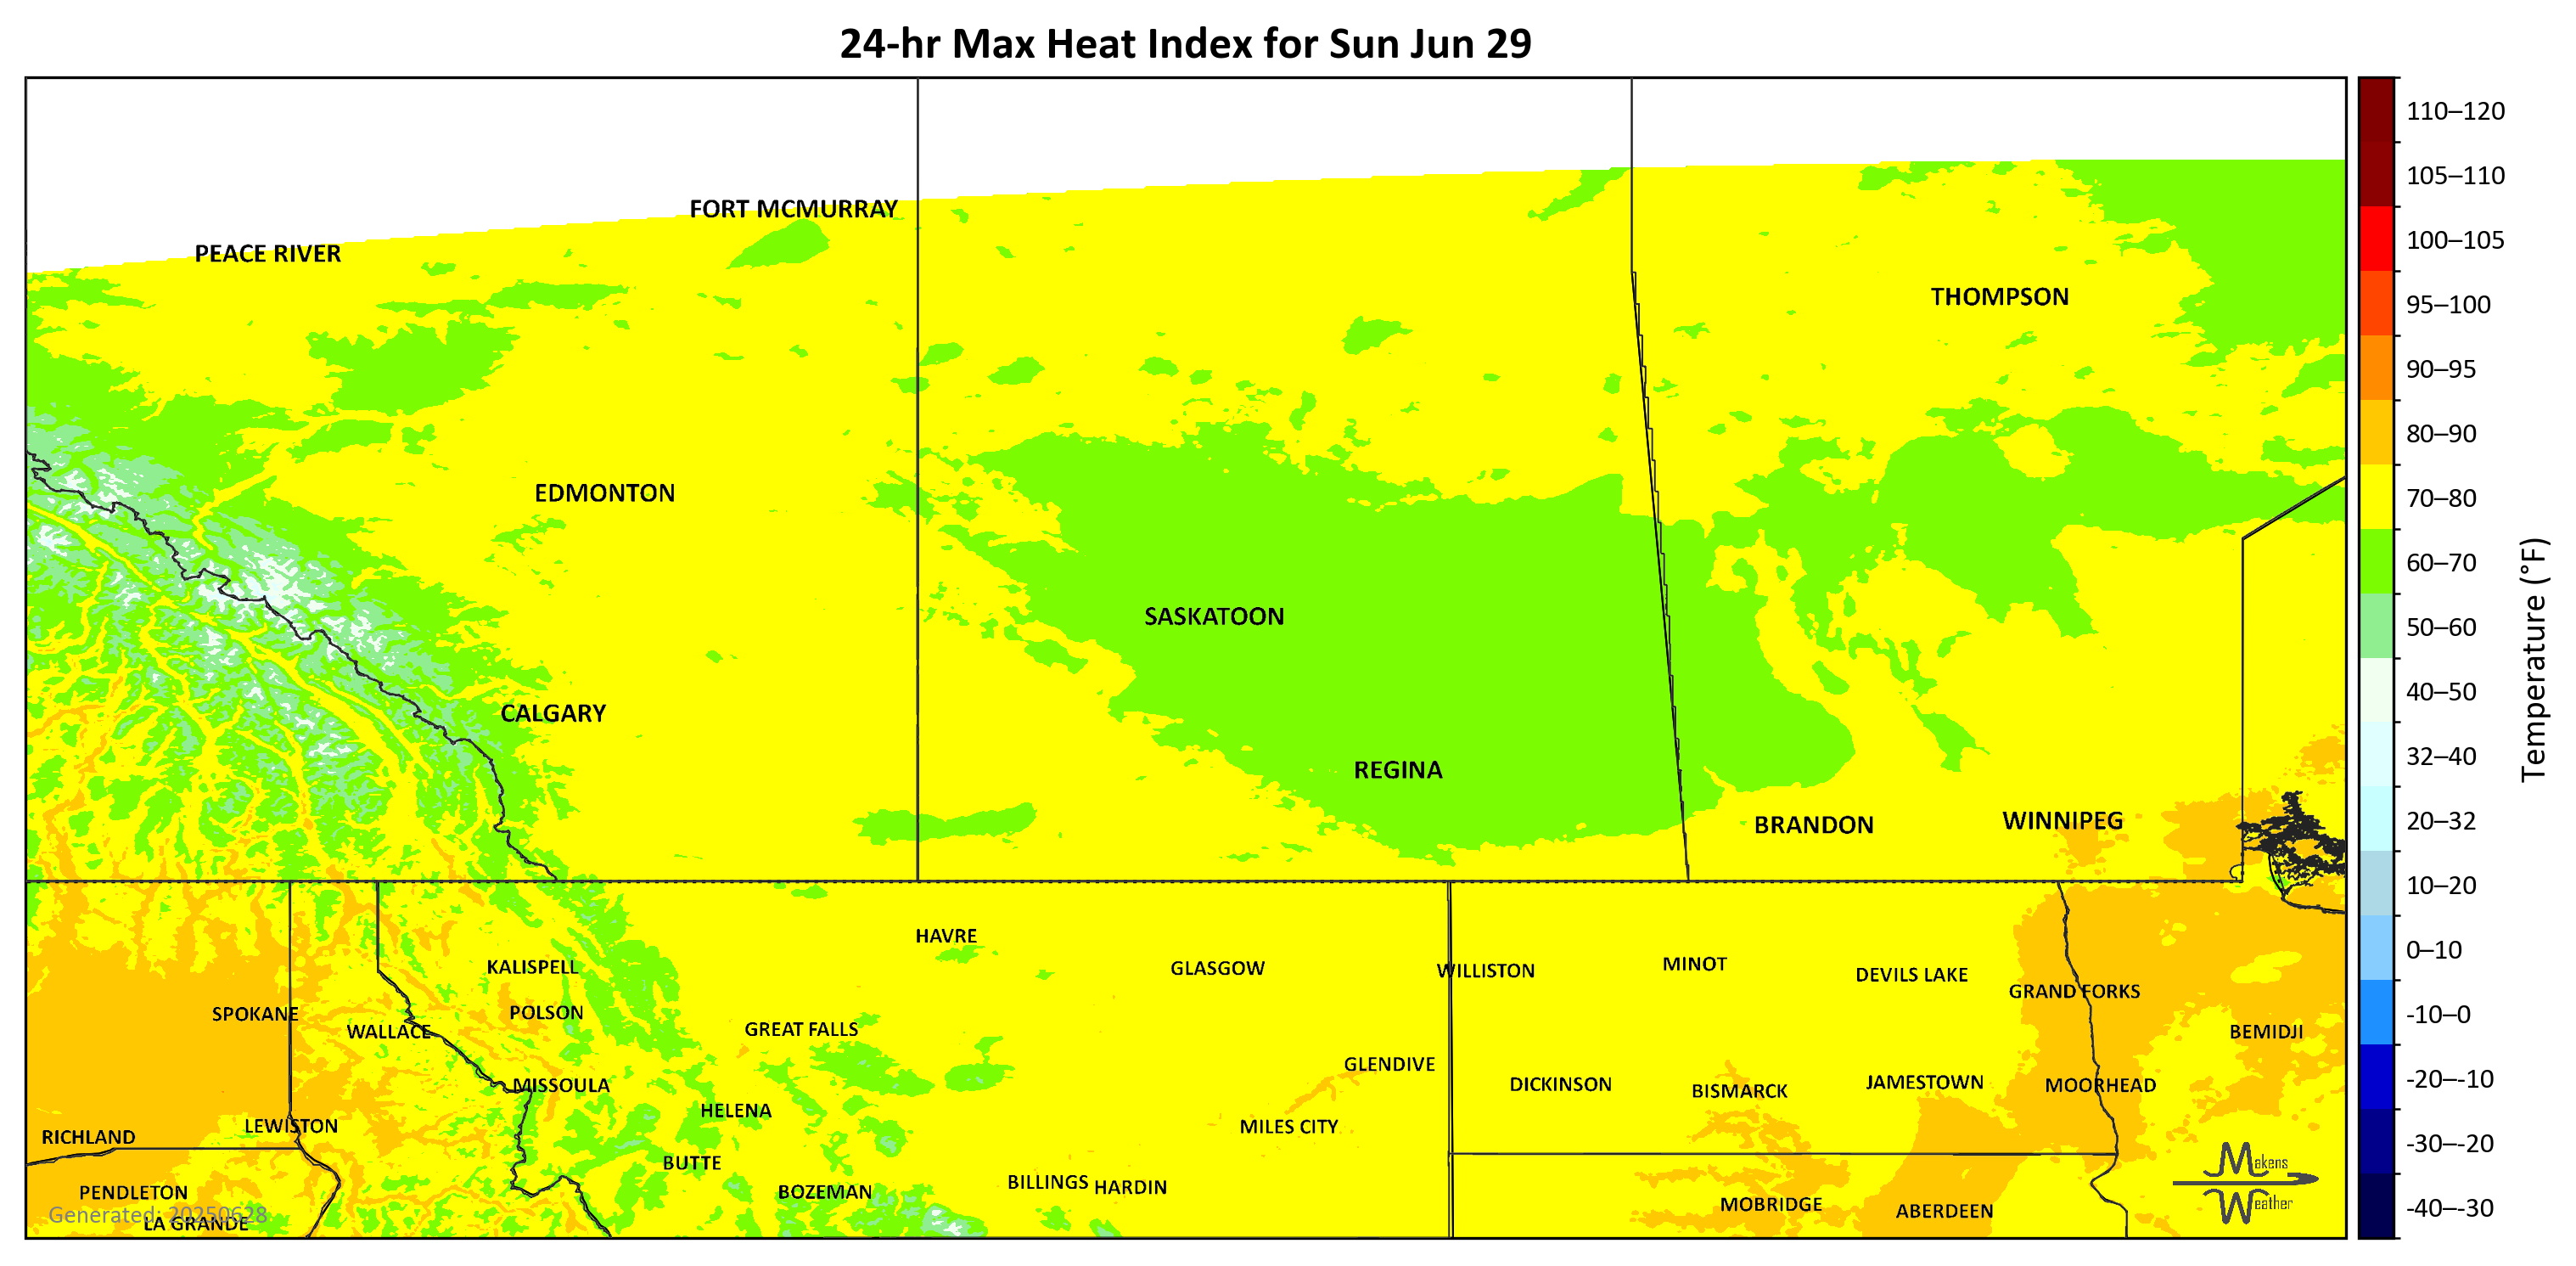 24-hr Max Heat Index for Sun Jun 29
FORT MCMURRAY
PEACE RIVER
THOMPSON
EDMONTON
SASKATOON
CALGARY
REGINA
BRANDON
WINNIPEG
HAVRE
KALISPELL
GLASGOW
WILLISTON
MINOT
DEVILS LAKE
GRAND FORKS
SPOKANE
POLSON
WALLACE
GREAT FALLS
BEMIDJI
GLENDIVE
MISSOULA
DICKINSON
BISMARCK
JAMESTOWN
MOORHEAD
HELENA
LEWISTON
MILES CITY
RICHLAND
BUTTE
BILLINGS
HARDIN
PENDLETON
BOZEMAN
MOBRIDGE
ABERDEEN
Generated: 20250628
LA GRANDE
Makens
Weather
110–120
105–110
100–105
95–100
90–95
80–90
70–80
60–70
50–60
40–50
32–40
20–32
10–20
0–10
-10–0
-20–-10
-30–-20
-40–-30
Temperature (°F)